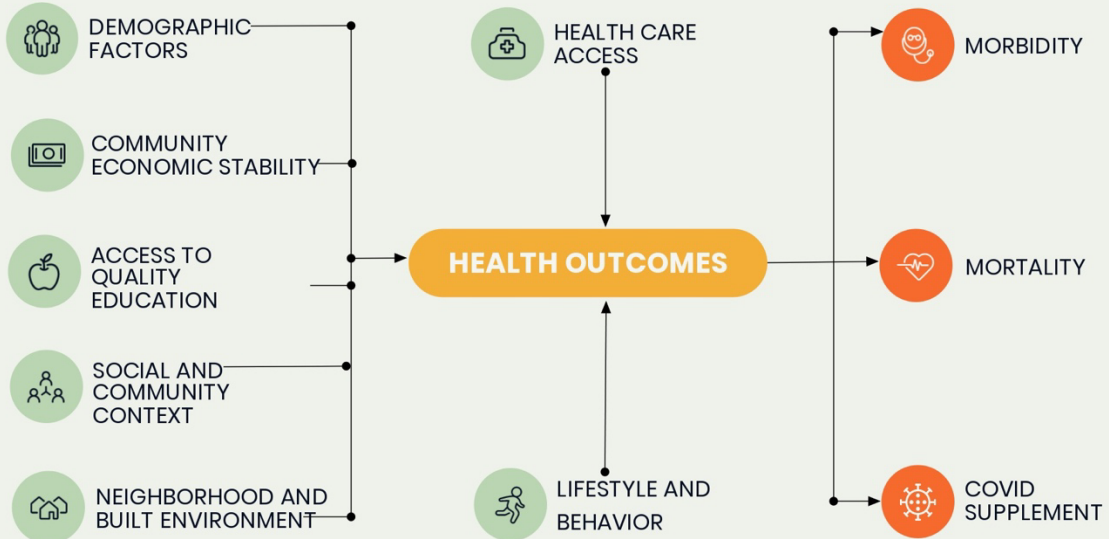 DEMOGRAPHIC
FACTORS
COMMUNITY
ECONOMIC STABILITY
ACCESS TO
QUALITY
EDUCATION
SOCIAL AND
COMMUNITY
CONTEXT
NEIGHBORHOOD AND
BUILT ENVIRONMENT
HEALTH CARE
ACCESS
HEALTH OUTCOMES
LIFESTYLE AND
BEHAVIOR
MORBIDITY
MORTALITY
COVID
SUPPLEMENT